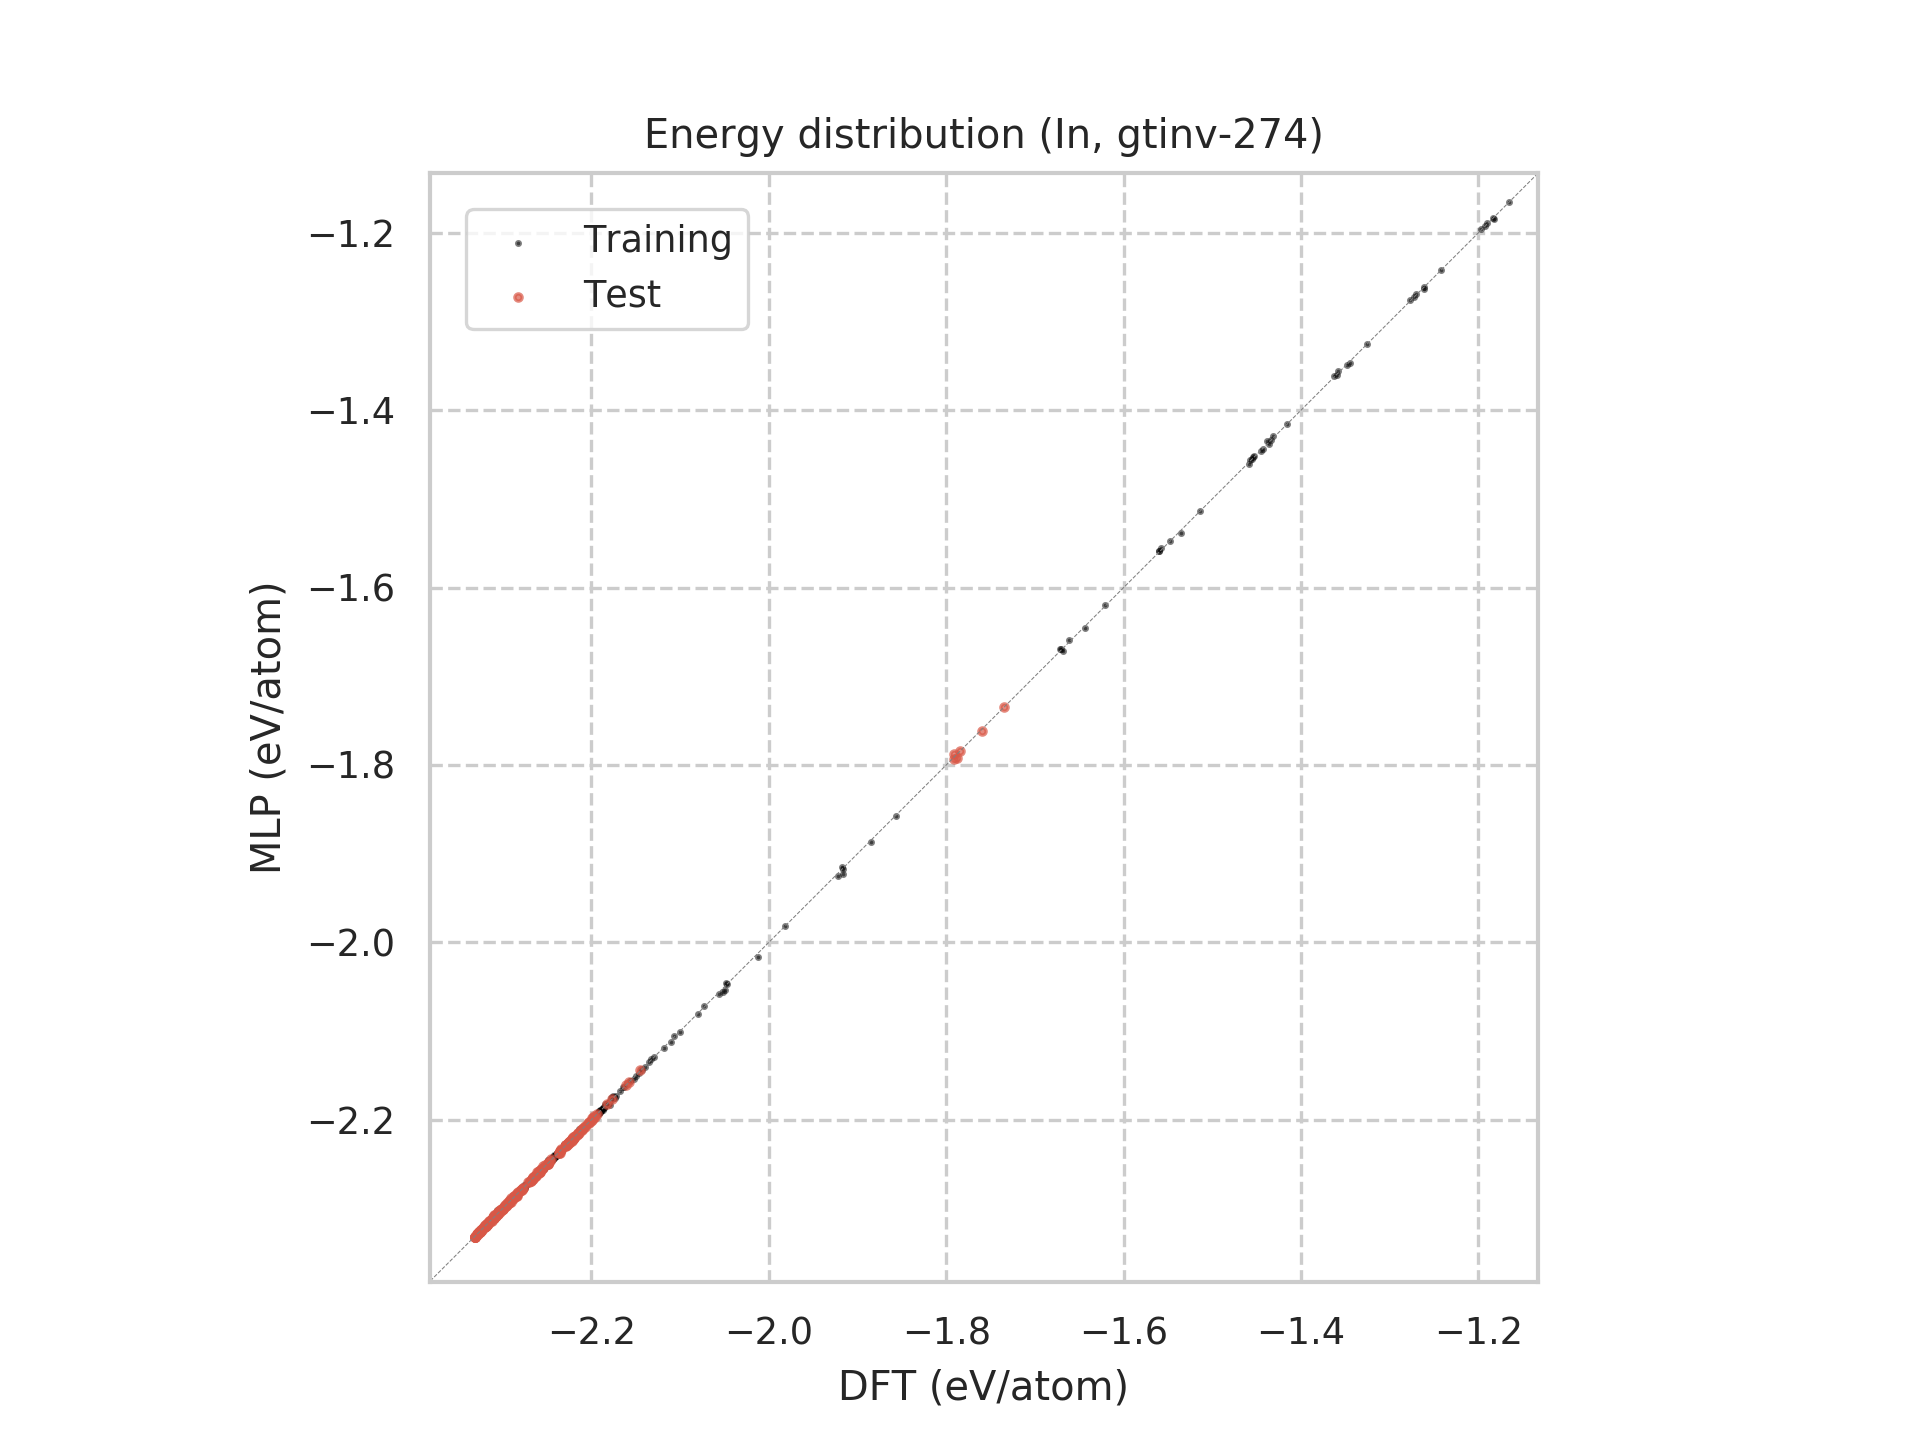 Energy distribution (In, gtinv-274)
Training
Test
−1.2
−1.4
−1.6
−1.8
−2.0
−2.2
MLP (eV/atom)
−2.2 −2.0 −1.8 −1.6 −1.4 −1.2
DFT (eV/atom)